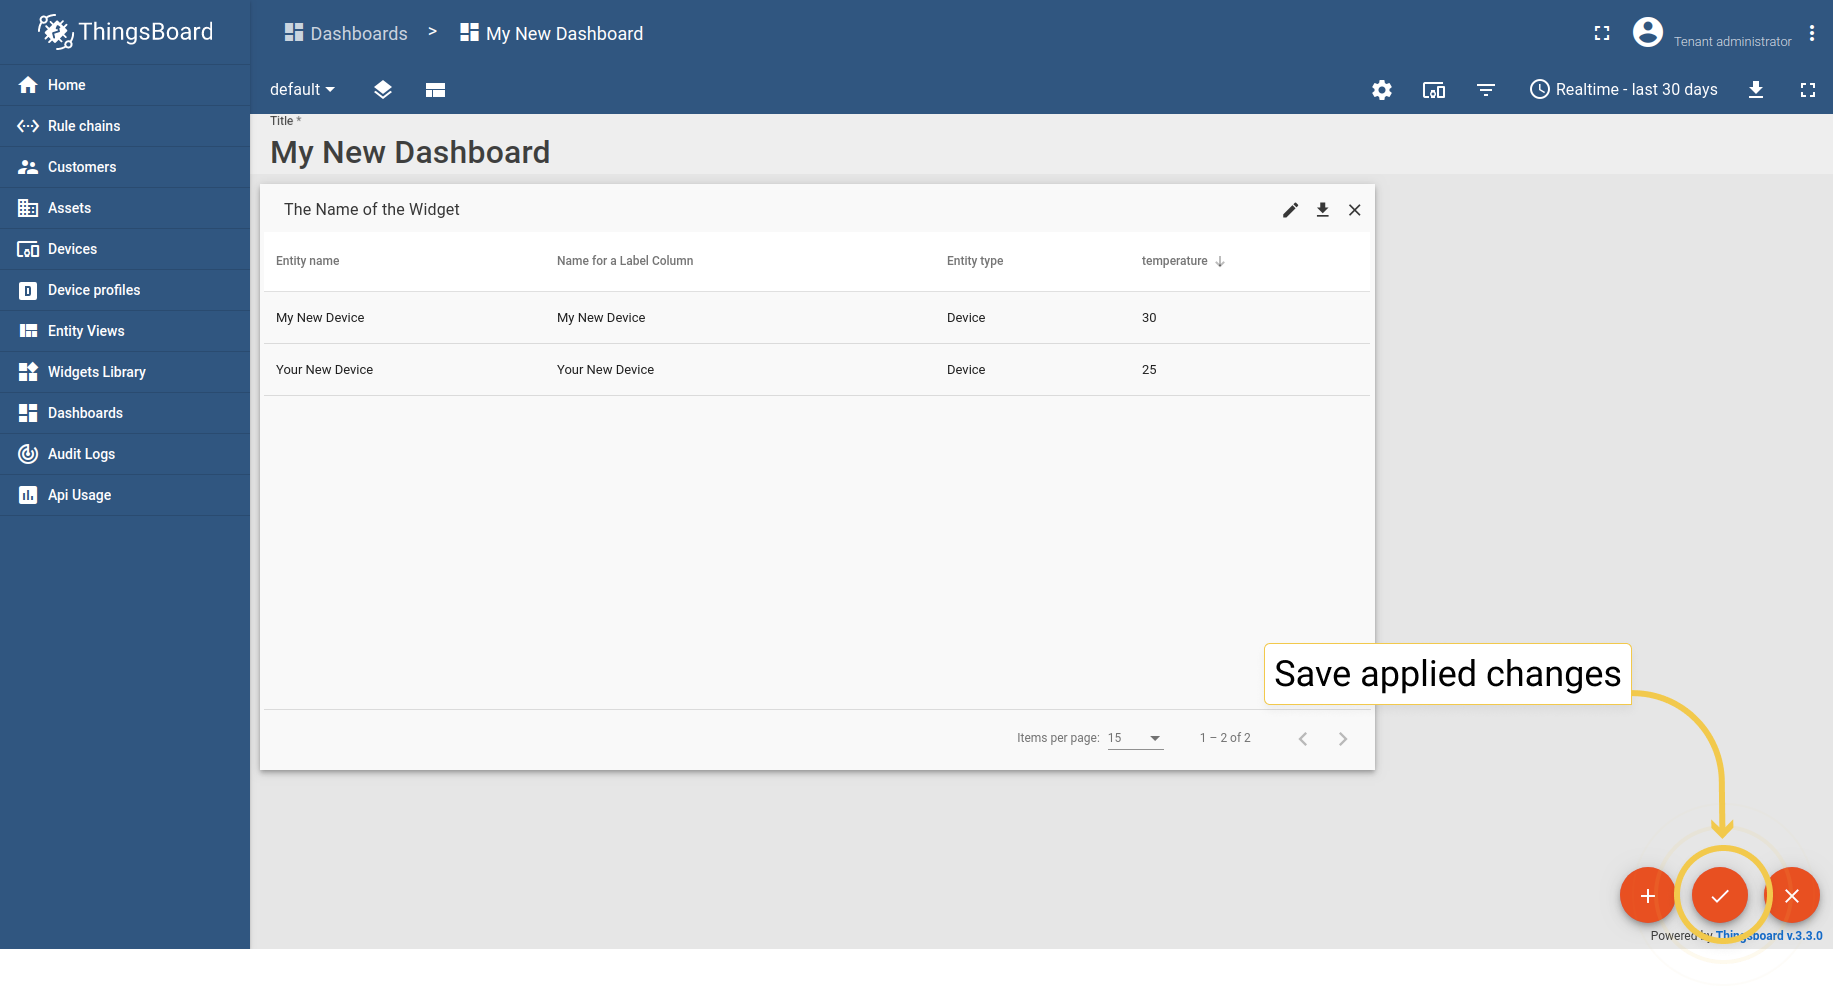 ThingsBoard
Dashboards > My New Dashboard
Tenant administrator
Home
Rule chains
Customers
Assets
Devices
Device profiles
Entity Views
Widgets Library
Dashboards
Audit Logs
Api Usage
default
Realtime - last 30 days
Title *
My New Dashboard
The Name of the Widget
Entity name Name for a Label Column Entity type temperature
My New Device My New Device Device 30
Your New Device Your New Device Device 25
Save applied changes
Items per page: 15 1 – 2 of 2
Powered by Thingsboard v.3.3.0